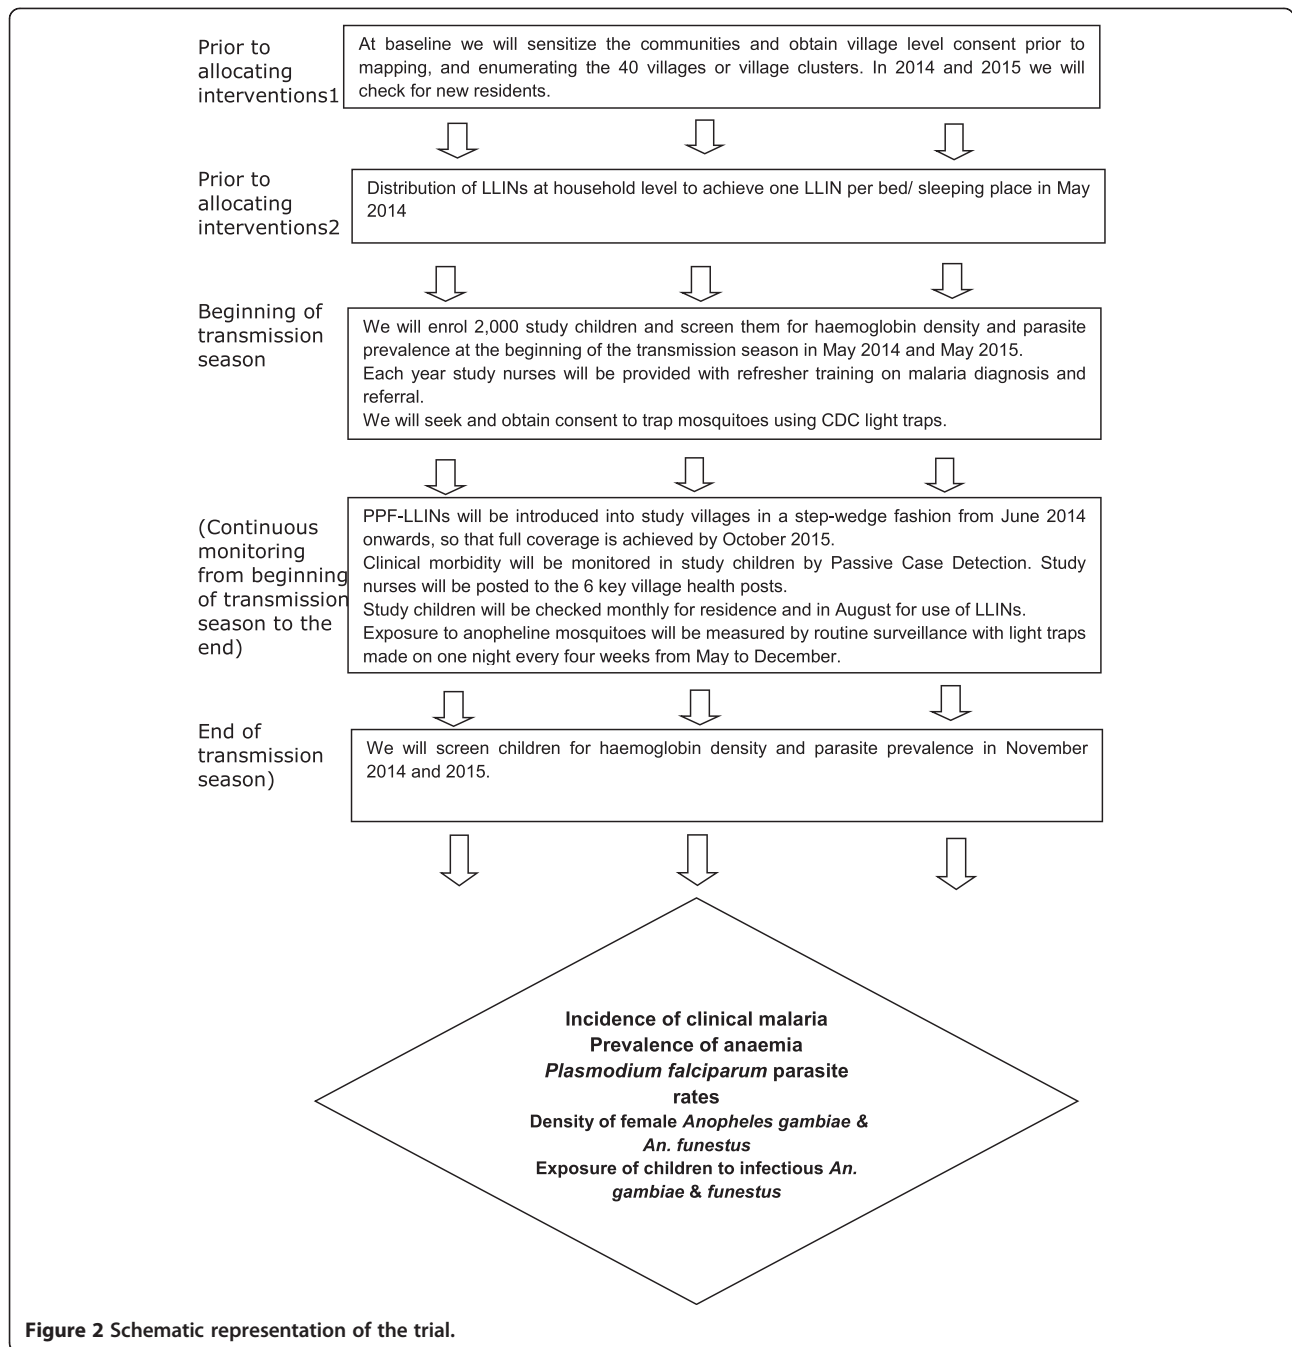 Prior to
allocating
interventions1
At baseline we will sensitize the communities and obtain village level consent prior to
mapping, and enumerating the 40 villages or village clusters. In 2014 and 2015 we will
check for new residents.
Prior to
allocating
interventions2
Distribution of LLINs at household level to achieve one LLIN per bed/ sleeping place in May
2014
Beginning of
transmission
season
We will enrol 2,000 study children and screen them for haemoglobin density and parasite
prevalence at the beginning of the transmission season in May 2014 and May 2015.
Each year study nurses will be provided with refresher training on malaria diagnosis and
referral.
We will seek and obtain consent to trap mosquitoes using CDC light traps.
(Continuous
monitoring
from beginning
of transmission
season to the
end)
PPF-LLINs will be introduced into study villages in a step-wedge fashion from June 2014
onwards, so that full coverage is achieved by October 2015.
Clinical morbidity will be monitored in study children by Passive Case Detection. Study
nurses will be posted to the 6 key village health posts.
Study children will be checked monthly for residence and in August for use of LLINs.
Exposure to anopheline mosquitoes will be measured by routine surveillance with light traps
made on one night every four weeks from May to December.
End of
transmission
season)
We will screen children for haemoglobin density and parasite prevalence in November
2014 and 2015.
Incidence of clinical malaria
Prevalence of anaemia
Plasmodium falciparum parasite
rates
Density of female Anopheles gambiae &
An. funestus
Exposure of children to infectious An.
gambiae & funestus
Figure 2 Schematic representation of the trial.